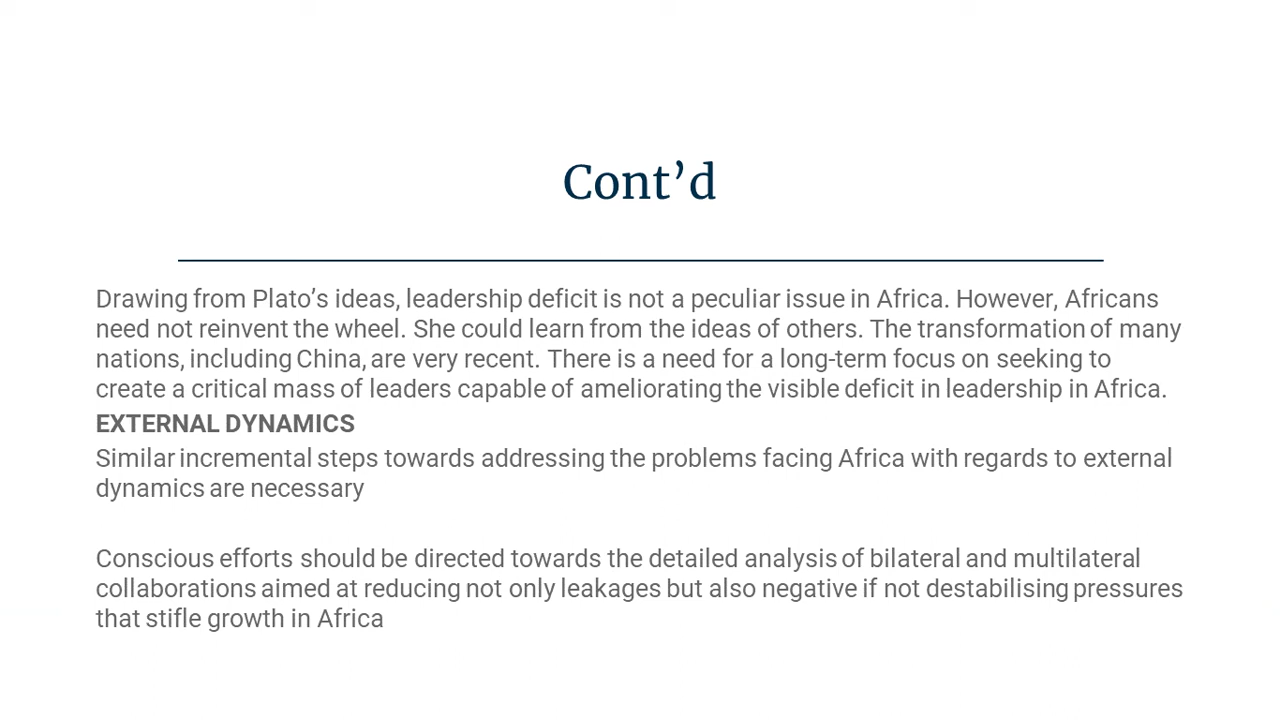 Cont’d
Drawing from Plato’s ideas, leadership deficit is not a peculiar issue in Africa. However, Africans
need not reinvent the wheel. She could learn from the ideas of others. The transformation of many
nations, including China, are very recent. There is a need for a long-term focus on seeking to
create a critical mass of leaders capable of ameliorating the visible deficit in leadership in Africa.
EXTERNAL DYNAMICS
Similar incremental steps towards addressing the problems facing Africa with regards to external
dynamics are necessary
Conscious efforts should be directed towards the detailed analysis of bilateral and multilateral
collaborations aimed at reducing not only leakages but also negative if not destabilising pressures
that stifle growth in Africa